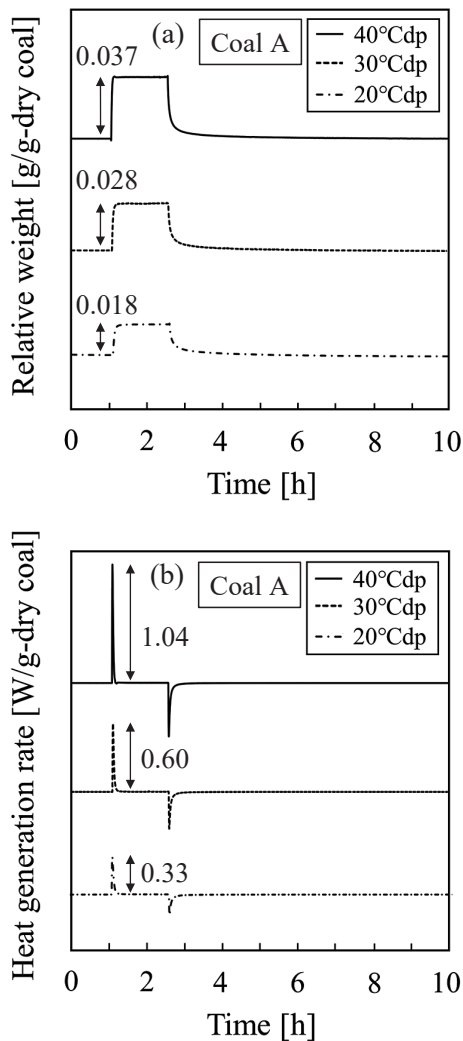 (a)
Coal A
40°Cdp
30°Cdp
20°Cdp
0.037
0.028
0.018
Relative weight [g/g-dry coal]
0 2 4 6 8 10
Time [h]
(b)
Coal A
40°Cdp
30°Cdp
20°Cdp
1.04
0.60
0.33
Heat generation rate [W/g-dry coal]
0 2 4 6 8 10
Time [h]